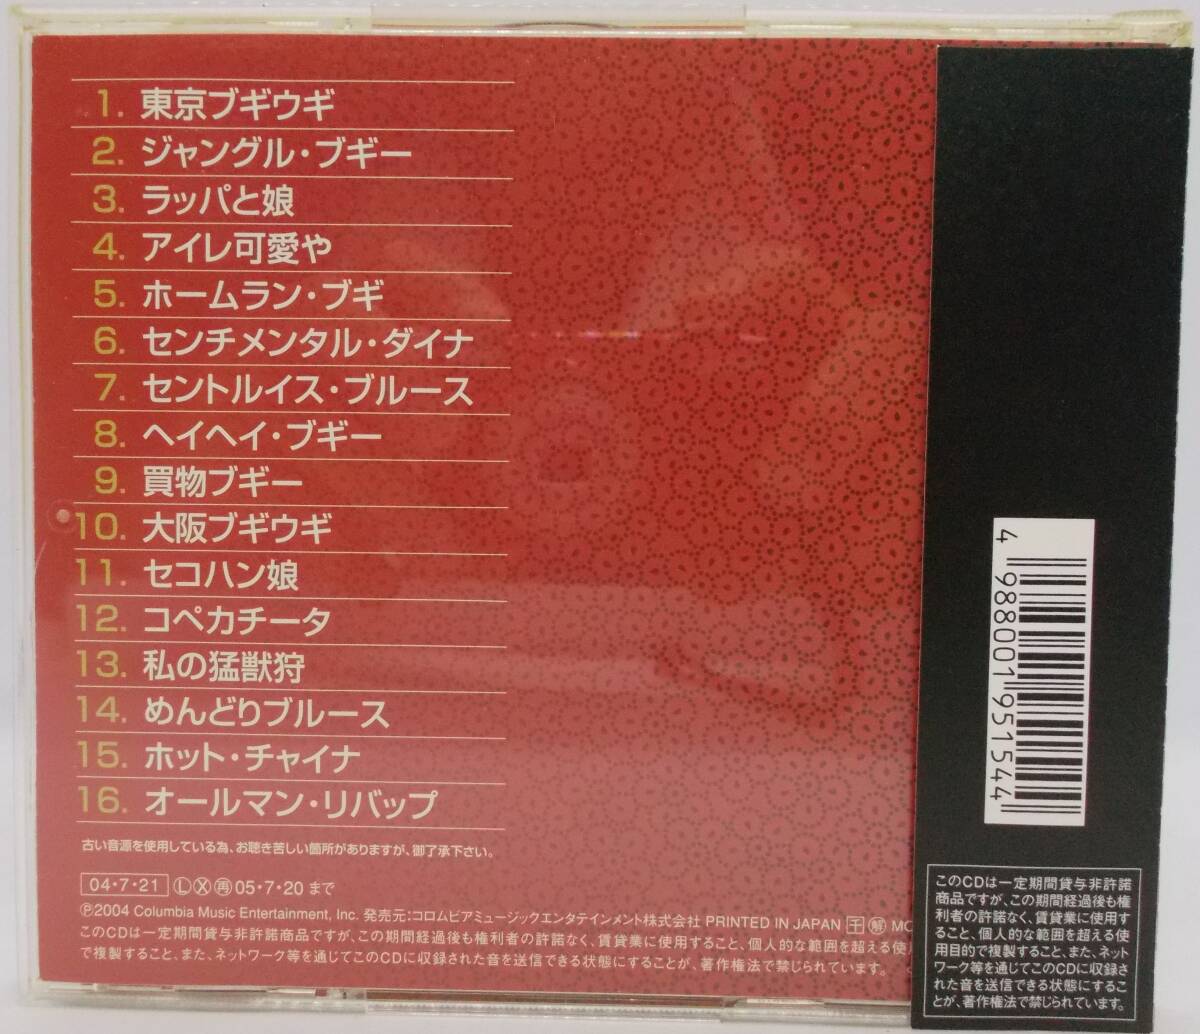 1. 東京ブギウギ
2. ジャングル・ブギー
3. ラッパと娘
4. アイレ可愛や
5. ホームラン・ブギ
6. センチメンタル・ダイナ
7. セントルイス・ブルース
8. ヘイヘイ・ブギー
9. 買物ブギー
10. 大阪ブギウギ
11. セコハン娘
12. コペカチータ
13. 私の猛獣狩
14. めんどりブルース
15. ホット・チャイナ
16. オールマン・リバップ
古い音源を使用している為、お聴き苦しい箇所がありますが、御了承下さい。
04・7・21 ⓁⓍ㊢05・7・20 まで
℗2004 Columbia Music Entertainment, Inc. 発売元:コロムビアミュージックエンタテインメント株式会社 PRINTED IN JAPAN 千 解 MC
このCDは一定期間貸与非許諾商品ですが、この期間経過後も権利者の許諾なく、賃貸業に使用すること、個人的な範囲を超える使
で複製すること、また、ネットワーク等を通じてこのCDに収録された音を送信できる状態にすることが、著作権法で禁じられています。
4 988001 951544
このCDは一定期間貸与非許諾
商品ですが、この期間経過後も権
利者の許諾なく、賃貸業に使用す
ること、個人的な範囲を超える使
用目的で複製すること、また、ネット
ワーク等を通じてこのCDに収録され
た音を送信できる状態にすること
が、著作権法で禁じられています。